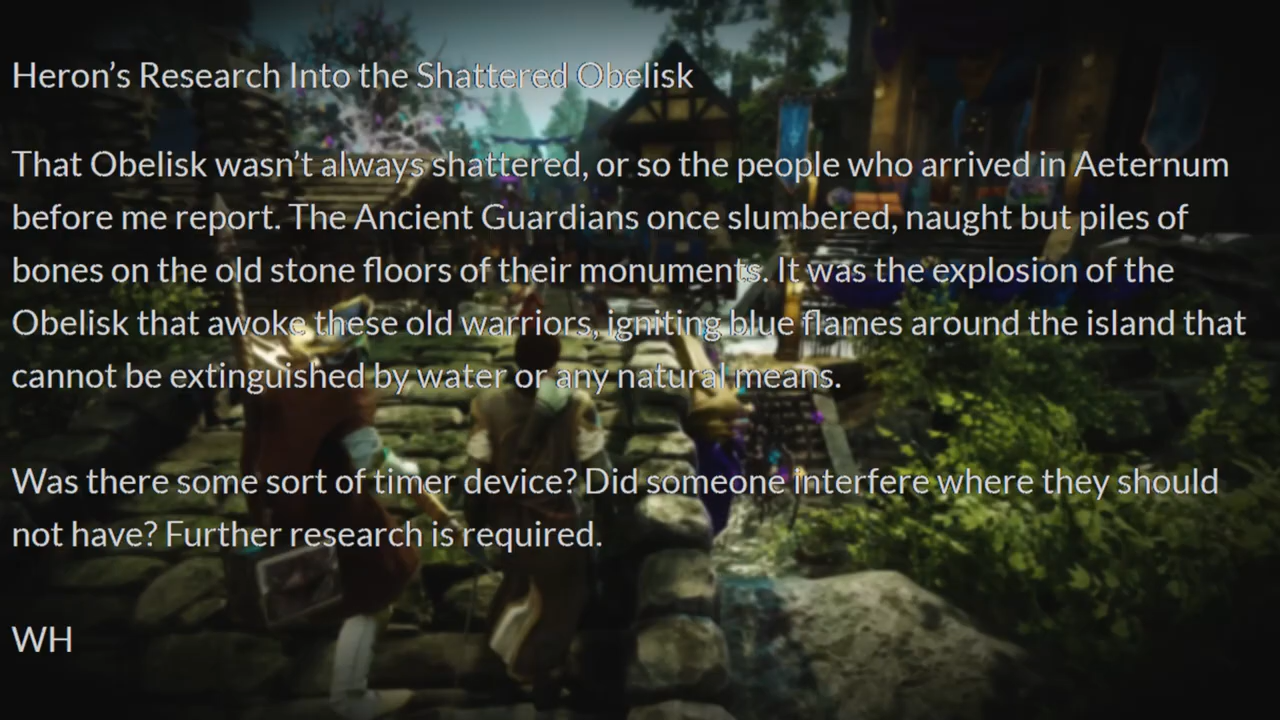 Heron’s Research Into the Shattered Obelisk
That Obelisk wasn’t always shattered, or so the people who arrived in Aeternum
before me report. The Ancient Guardians once slumbered, naught but piles of
bones on the old stone floors of their monuments. It was the explosion of the
Obelisk that awoke these old warriors, igniting blue flames around the island that
cannot be extinguished by water or any natural means.
Was there some sort of timer device? Did someone interfere where they should
not have? Further research is required.
WH